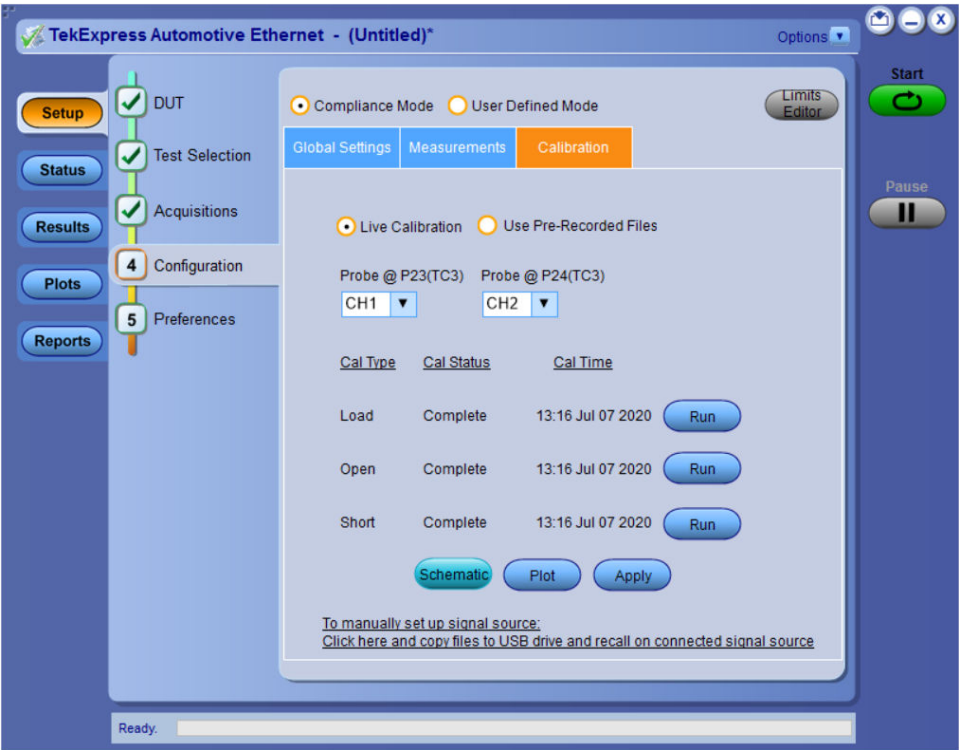 TekExpress Automotive Ethernet - (Untitled)*
Options
Start
Pause
Setup
Status
Results
Plots
Reports
DUT
Test Selection
Acquisitions
4 Configuration
5 Preferences
Compliance Mode User Defined Mode
Limits
Editor
Global Settings Measurements Calibration
Live Calibration Use Pre-Recorded Files
Probe @ P23(TC3) Probe @ P24(TC3)
CH1 CH2
Cal Type Cal Status Cal Time
Load Complete 13:16 Jul 07 2020 Run
Open Complete 13:16 Jul 07 2020 Run
Short Complete 13:16 Jul 07 2020 Run
Schematic Plot Apply
To manually set up signal source:
Click here and copy files to USB drive and recall on connected signal source
Ready.